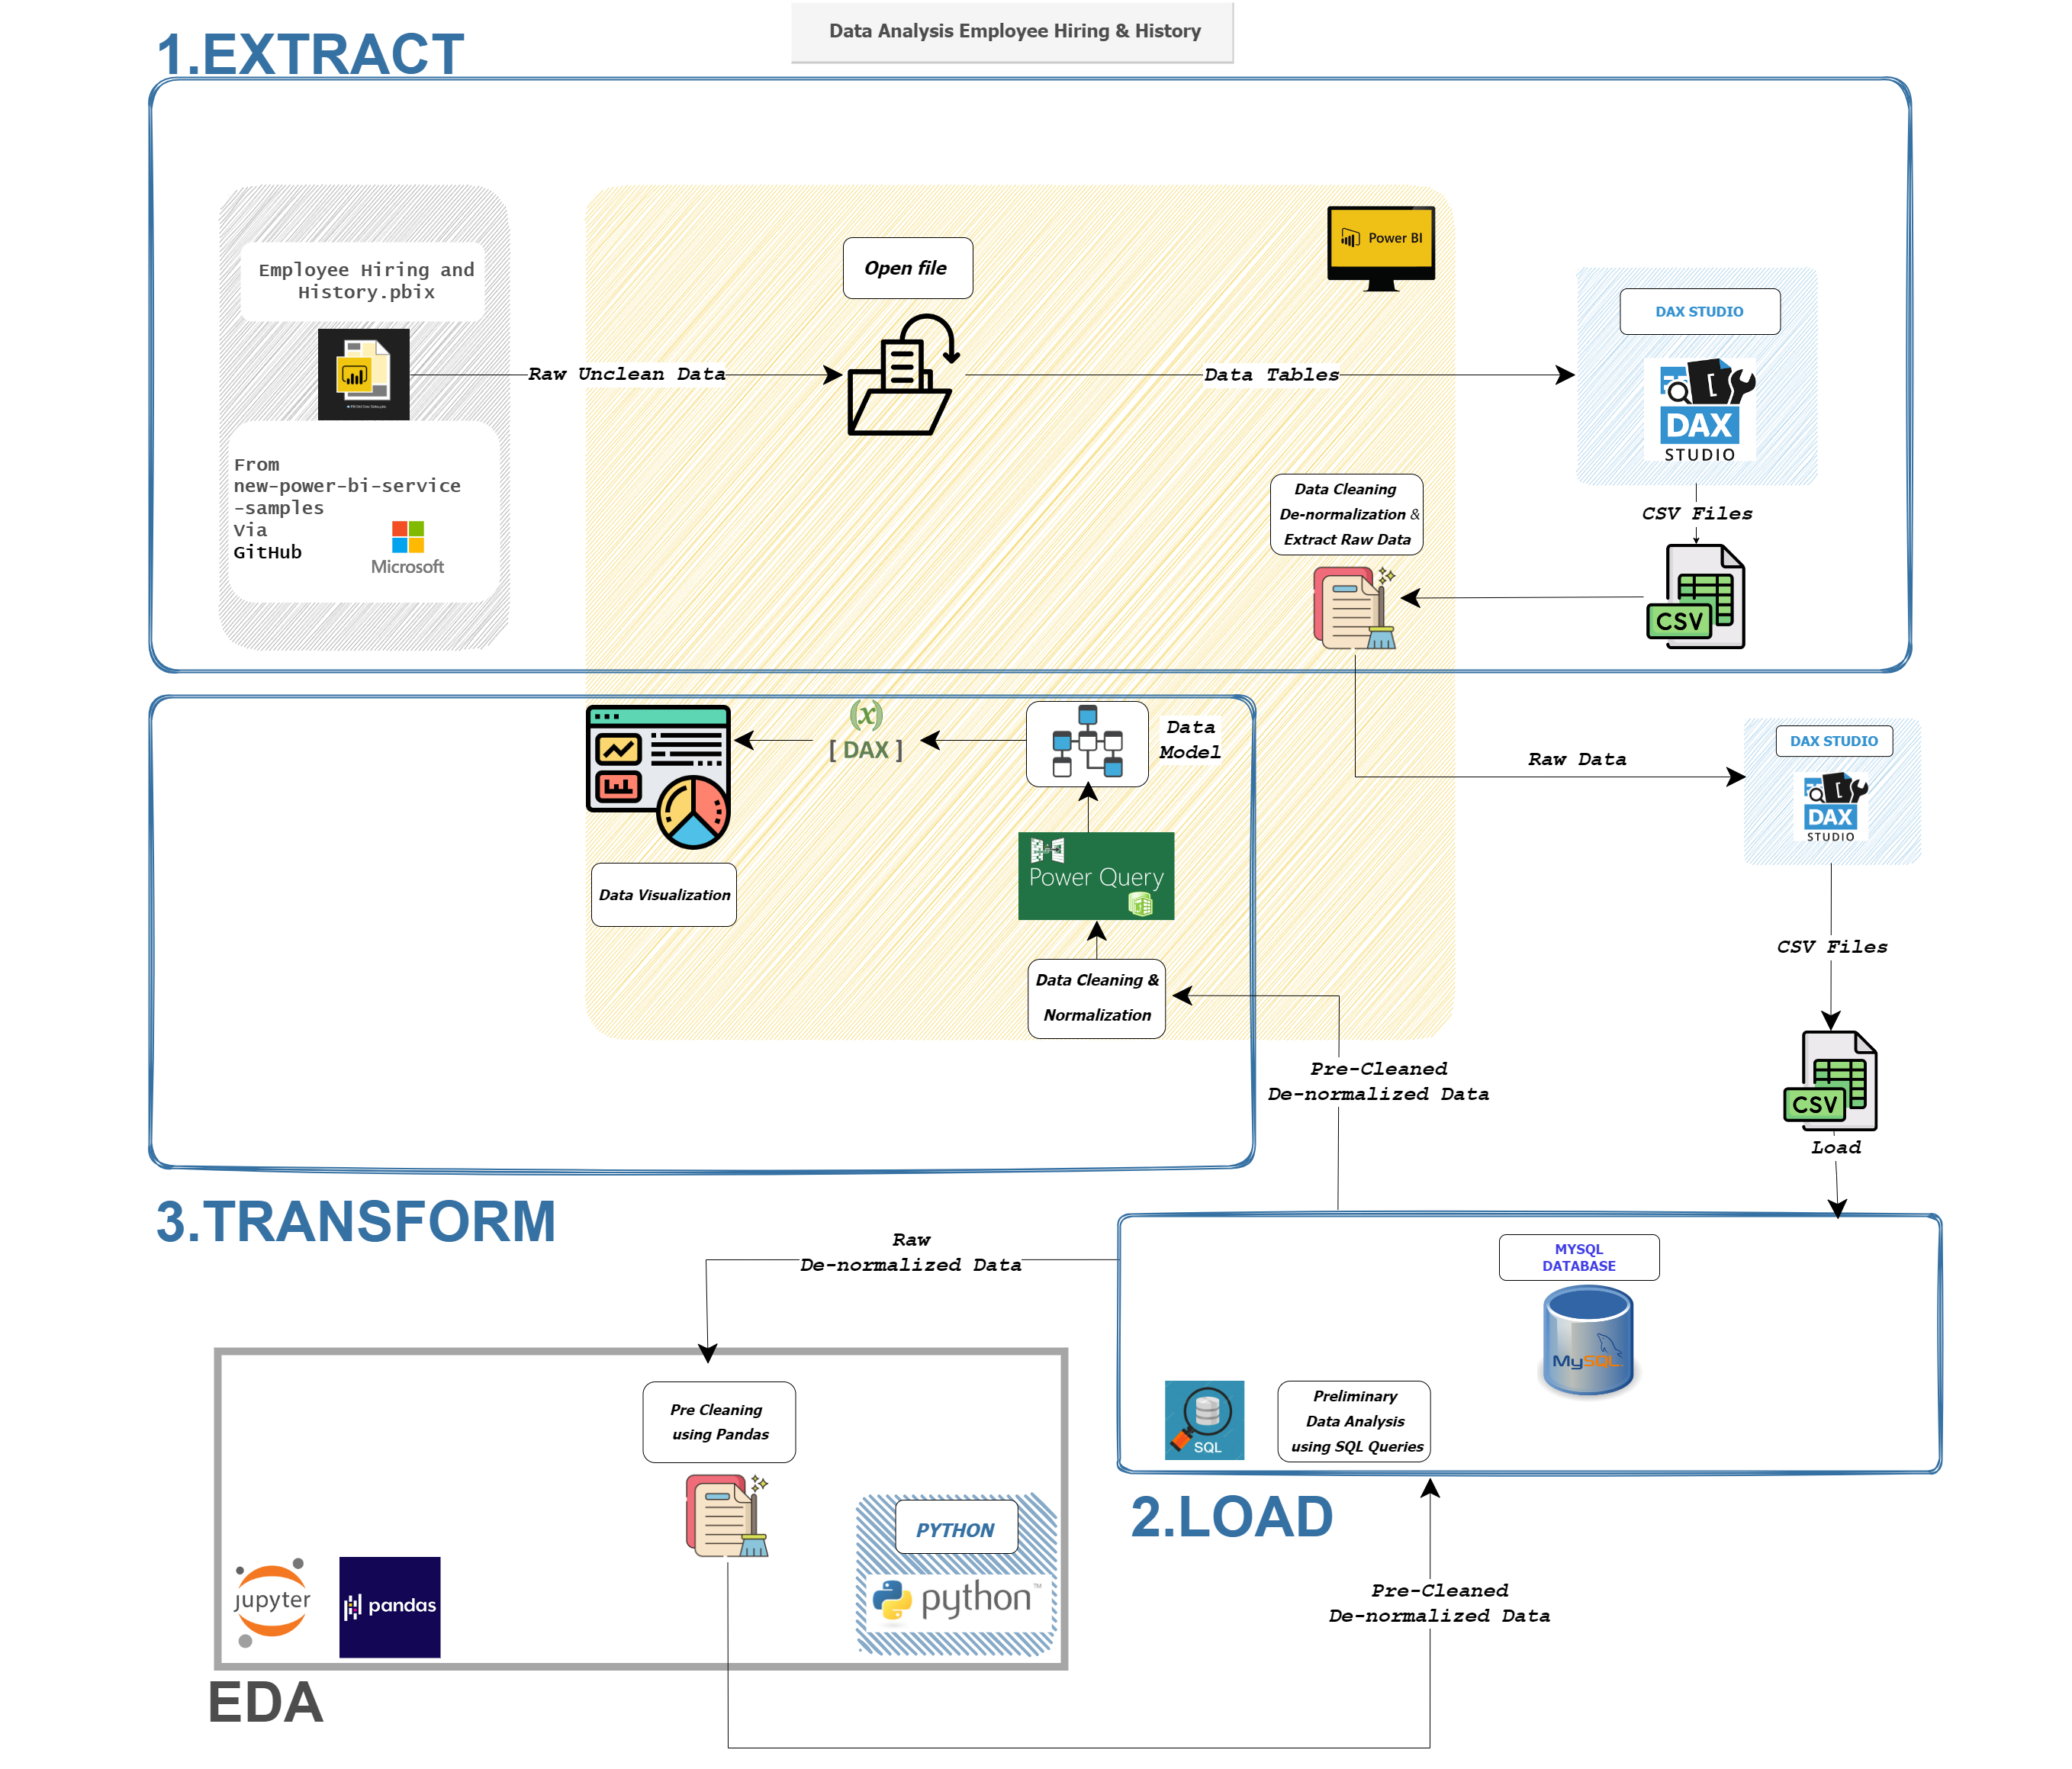 Data Analysis Employee Hiring & History
1.EXTRACT
Employee Hiring and
History.pbix
From
new-power-bi-service
-samples
Via
GitHub
Microsoft
Raw Unclean Data
Open file
Data Tables
Power BI
DAX STUDIO
DAX
STUDIO
CSV Files
CSV
Data Cleaning
De-normalization &
Extract Raw Data
Raw Data
DAX STUDIO
DAX
STUDIO
CSV Files
CSV
Load
Data
Model
(x)
[ DAX ]
Data Visualization
Power Query
Data Cleaning &
Normalization
Pre-Cleaned
De-normalized Data
3.TRANSFORM
MYSQL
DATABASE
MySQL
SQL
Preliminary
Data Analysis
using SQL Queries
2.LOAD
Raw
De-normalized Data
Pre Cleaning
using Pandas
PYTHON
python™
jupyter
pandas
EDA
Pre-Cleaned
De-normalized Data